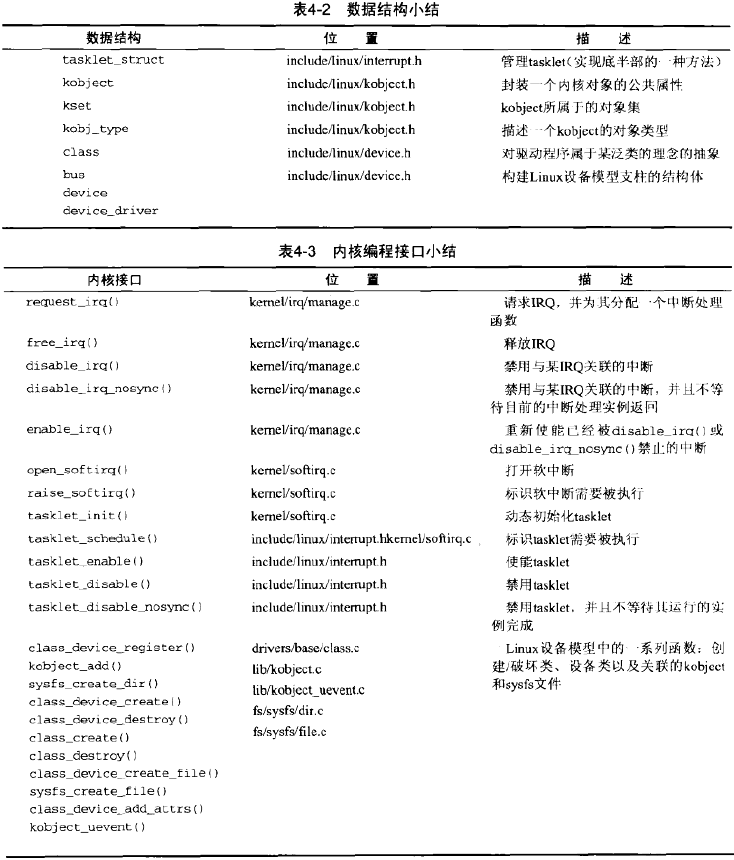 表4-2 数据结构小结
数据结构 位 置 描 述
tasklet_struct include/linux/interrupt.h 管理tasklet(实现底半部的一种方法)
kobject include/linux/kobject.h 封装一个内核对象的公共属性
kset include/linux/kobject.h kobject所属于的对象集
kobj_type include/linux/kobject.h 描述一个kobject的对象类型
class include/linux/device.h 对驱动程序属于某泛类的理念的抽象
bus include/linux/device.h 构建Linux设备模型支柱的结构体
device
device_driver
表4-3 内核编程接口小结
内核接口 位 置 描 述
request_irq() kernel/irq/manage.c 请求IRQ，并为其分配一个中断处理
函数
free_irq() kernel/irq/manage.c 释放IRQ
disable_irq() kernel/irq/manage.c 禁用与某IRQ关联的中断
disable_irq_nosync() kernel/irq/manage.c 禁用与某IRQ关联的中断，并且不等
待目前的中断处理实例返回
enable_irq() kernel/irq/manage.c 重新使能已经被disable_irq()或
disable_irq_nosync()禁止的中断
open_softirq() kernel/softirq.c 打开软中断
raise_softirq() kernel/softirq.c 标识软中断需要被执行
tasklet_init() kernel/softirq.c 动态初始化tasklet
tasklet_schedule() include/linux/interrupt.hkernel/softirq.c 标识tasklet需要被执行
tasklet_enable() include/linux/interrupt.h 使能tasklet
tasklet_disable() include/linux/interrupt.h 禁用tasklet
tasklet_disable_nosync() include/linux/interrupt.h 禁用tasklet，并且不等待其运行的实
例完成
class_device_register() drivers/base/class.c Linux设备模型中的一系列函数：创
kobject_add() lib/kobject.c 建/破坏类、设备类以及关联的kobject
sysfs_create_dir() lib/kobject_uevent.c 和sysfs文件
class_device_create() fs/sysfs/dir.c
class_device_destroy() fs/sysfs/file.c
class_create()
class_destroy()
class_device_create_file()
sysfs_create_file()
class_device_add_attrs()
kobject_uevent()